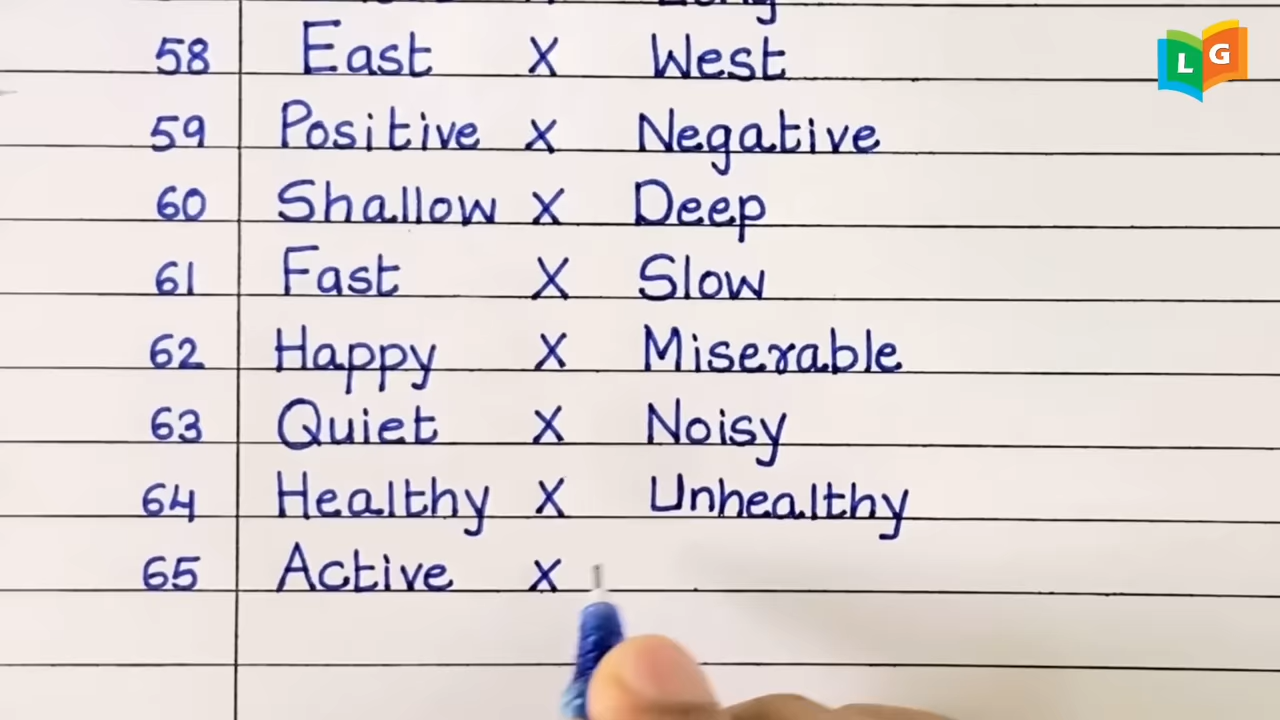 58 East X West
59 Positive X Negative
60 Shallow X Deep
61 Fast X Slow
62 Happy X Miserable
63 Quiet X Noisy
64 Healthy X Unhealthy
65 Active X
L G